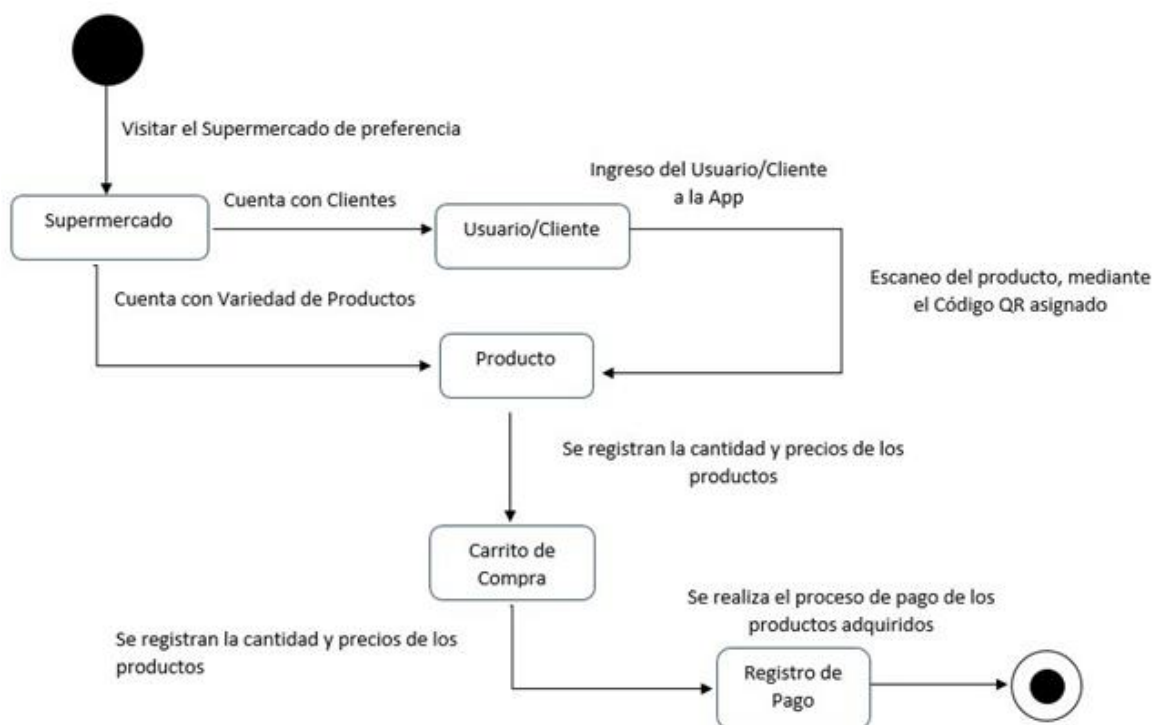 Visitar el Supermercado de preferencia
Supermercado
Cuenta con Clientes
Usuario/Cliente
Ingreso del Usuario/Cliente
a la App
Escaneo del producto, mediante
el Código QR asignado
Cuenta con Variedad de Productos
Producto
Se registran la cantidad y precios de los
productos
Carrito de
Compra
Se registran la cantidad y precios de los
productos
Se realiza el proceso de pago de los
productos adquiridos
Registro de
Pago